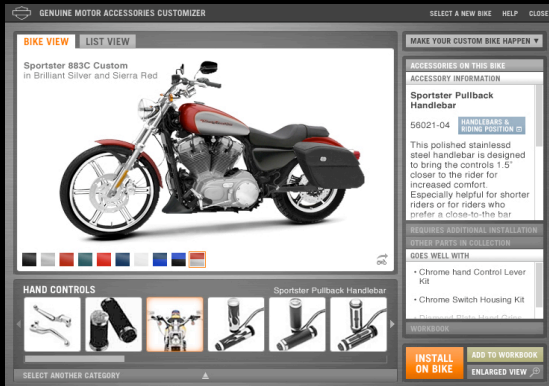 GENUINE MOTOR ACCESSORIES CUSTOMIZER
SELECT A NEW BIKE HELP CLOSE
BIKE VIEW LIST VIEW
Sportster 883C Custom
in Brilliant Silver and Sierra Red
HAND CONTROLS
Sportster Pullback Handlebar
SELECT ANOTHER CATEGORY
MAKE YOUR CUSTOM BIKE HAPPEN
ACCESSORIES ON THIS BIKE
ACCESSORY INFORMATION
Sportster Pullback
Handlebar
56021-04
HANDLEBARS &
RIDING POSITION
This polished stainlessd
steel handlebar is designed
to bring the controls 1.5"
closer to the rider for
increased comfort.
Especially helpful for shorter
riders or for riders who
prefer a close-to-the bar
REQUIRES ADDITIONAL INSTALLATION
OTHER PARTS IN COLLECTION
GOES WELL WITH
• Chrome hand Control Lever
Kit
• Chrome Switch Housing Kit
• Diamond Plate Hand Grips
WORKBOOK
INSTALL
ON BIKE
ADD TO WORKBOOK
ENLARGED VIEW